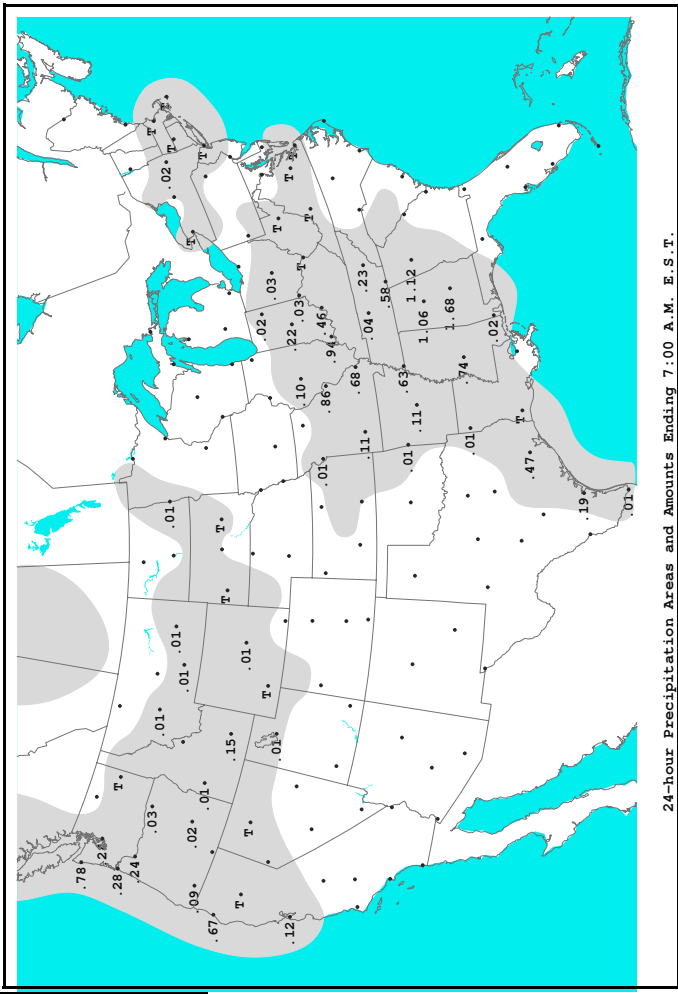 .78
.28
T
.24
.03
.01
T
.02
.01
T
.01
.01
T
.02
.09
T
.01
.67
T
T
.15
T
.01
T
.02
T
.03
.01
T
T
.12
.22
T
.03
.10
T
T
.46
.01
.86
.94
.68
.23
.11
.04
.58
.63
.01
1.12
.11
1.06
1.68
.74
.01
.02
T
.47
.19
.01
24-hour Precipitation Areas and Amounts Ending 7:00 A.M. E.S.T.